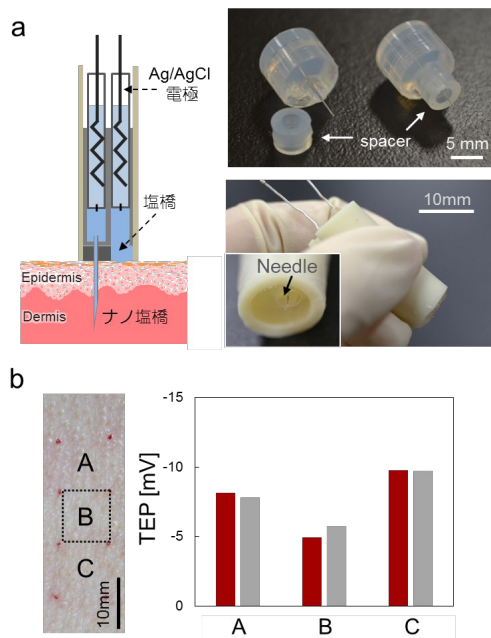 a
Ag/AgCl
電極
塩橋
Epidermis
Dermis
ナノ塩橋
spacer
5 mm
10mm
Needle
b
A
B
C
10mm
TEP [mV]
-15
-10
-5
0
A
B
C